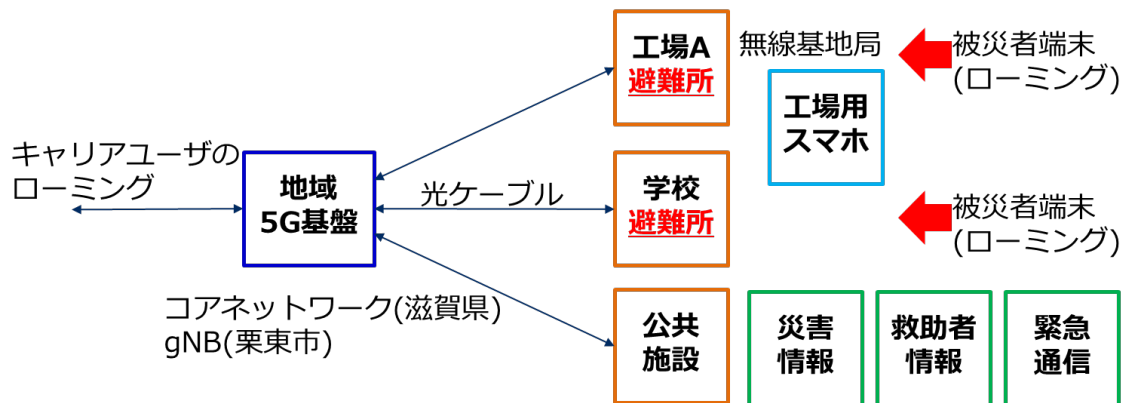 工場A
避難所
無線基地局
被災者端末
(ローミング)
工場用
スマホ
キャリアユーザの
ローミング
地域
5G基盤
光ケーブル
学校
避難所
被災者端末
(ローミング)
コアネットワーク(滋賀県)
gNB(栗東市)
公共
施設
災害
情報
救助者
情報
緊急
通信